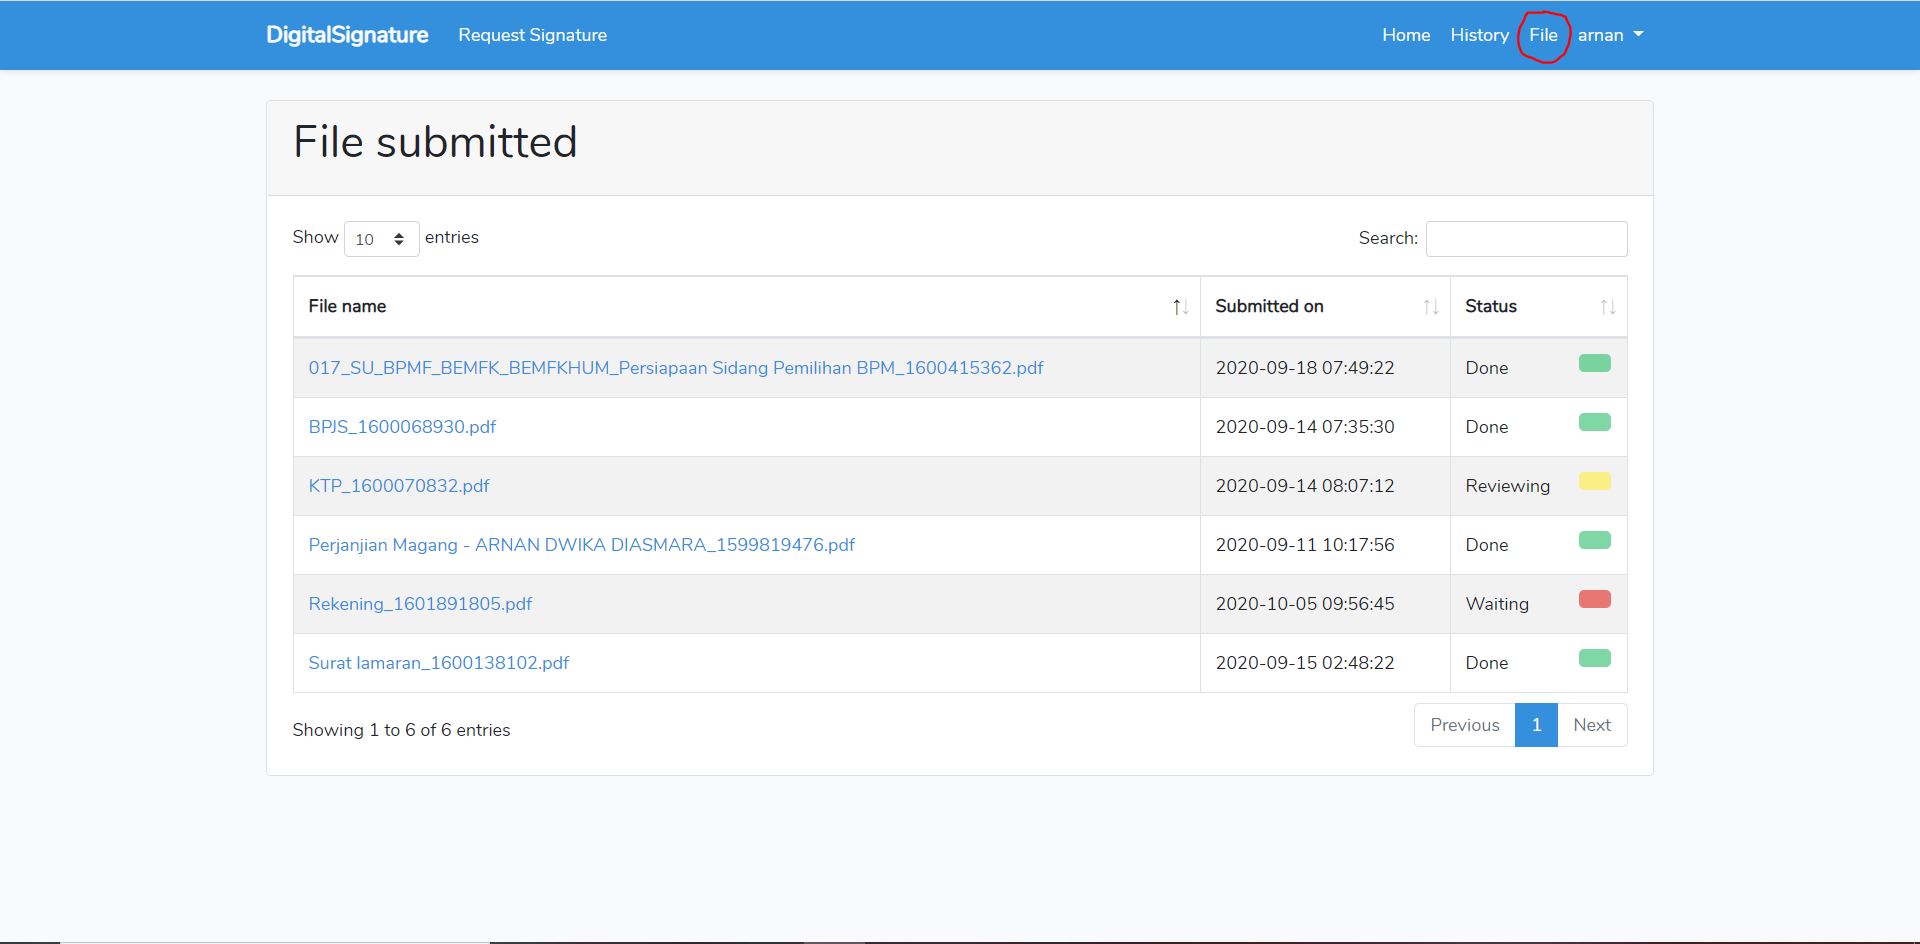 DigitalSignature Request Signature Home History File arnan
File submitted
Show 10 entries Search:
File name Submitted on Status
017_SU_BPMF_BEMFK_BEMFKHUM_Persiapaan Sidang Pemilihan BPM_1600415362.pdf 2020-09-18 07:49:22 Done
BPJS_1600068930.pdf 2020-09-14 07:35:30 Done
KTP_1600070832.pdf 2020-09-14 08:07:12 Reviewing
Perjanjian Magang - ARNAN DWIKA DIASMARA_1599819476.pdf 2020-09-11 10:17:56 Done
Rekening_1601891805.pdf 2020-10-05 09:56:45 Waiting
Surat lamaran_1600138102.pdf 2020-09-15 02:48:22 Done
Showing 1 to 6 of 6 entries Previous 1 Next